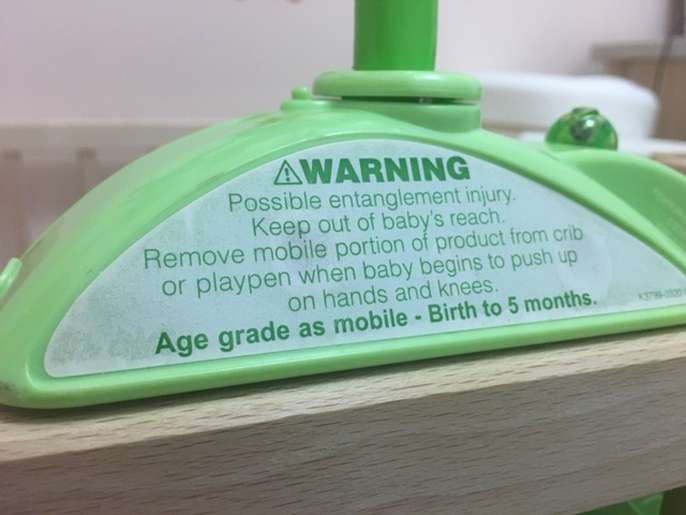 ⚠WARNING
Possible entanglement injury.
Keep out of baby's reach.
Remove mobile portion of product from crib
or playpen when baby begins to push up
on hands and knees.
Age grade as mobile - Birth to 5 months.